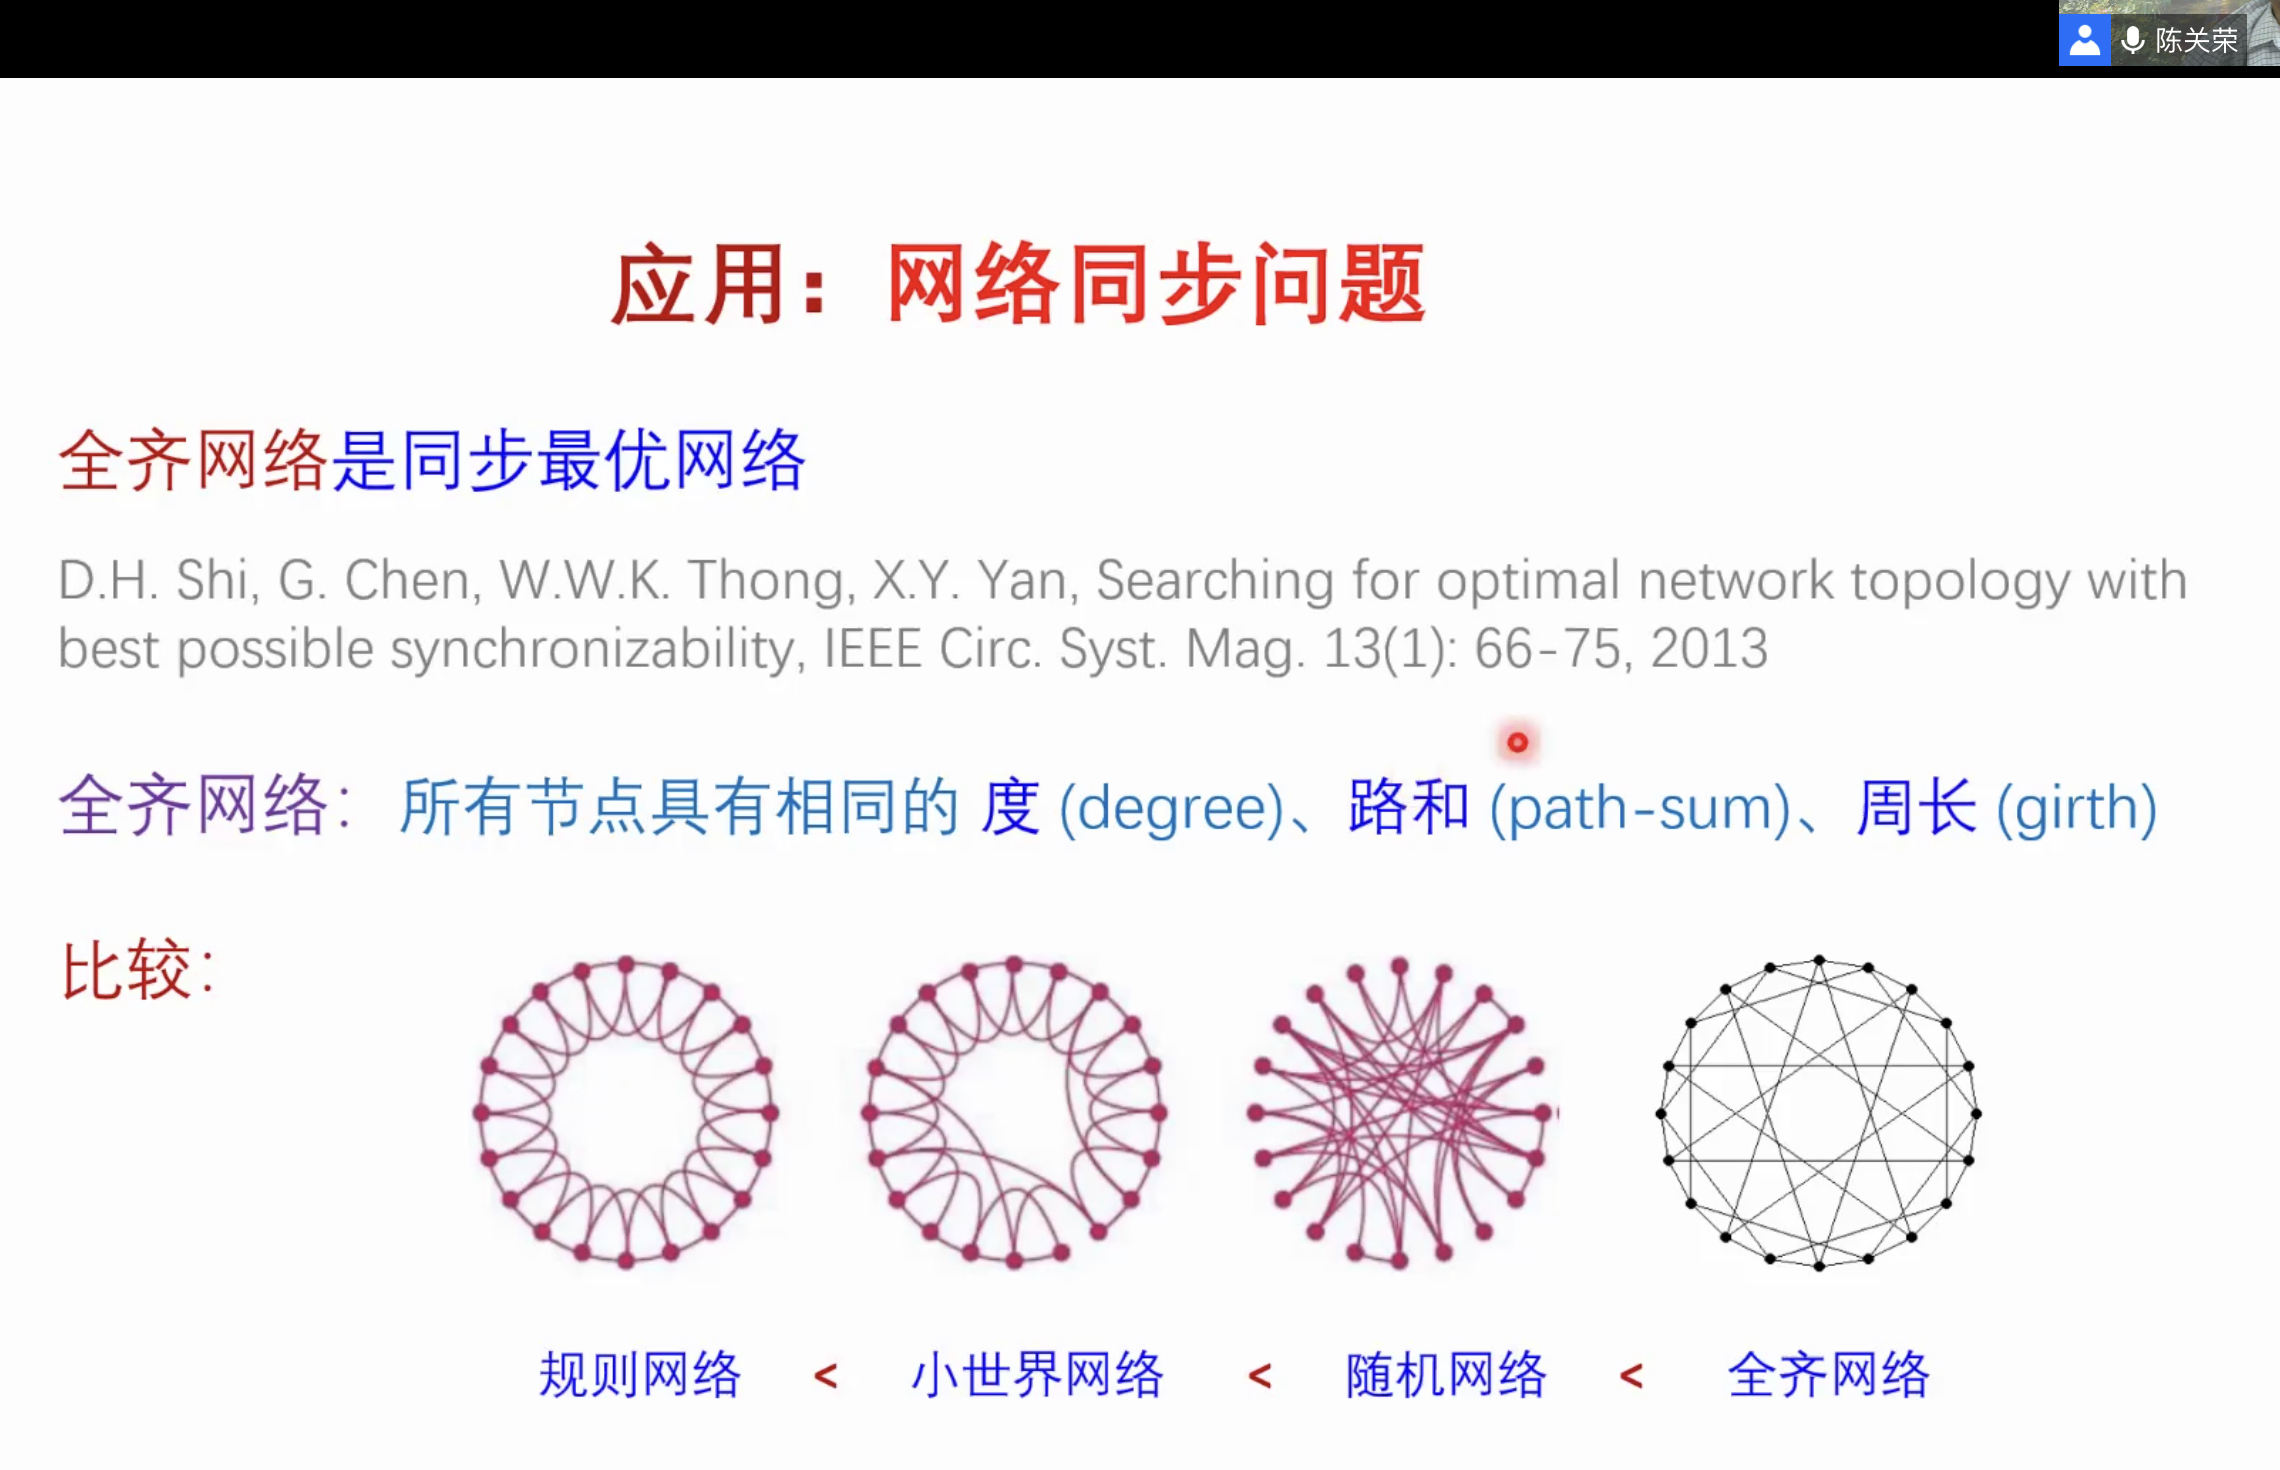 陈关荣
应用：网络同步问题
全齐网络是同步最优网络
D.H. Shi, G. Chen, W.W.K. Thong, X.Y. Yan, Searching for optimal network topology with
best possible synchronizability, IEEE Circ. Syst. Mag. 13(1): 66-75, 2013
全齐网络：所有节点具有相同的 度 (degree)、路和 (path-sum)、周长 (girth)
比较：
规则网络 < 小世界网络 < 随机网络 < 全齐网络